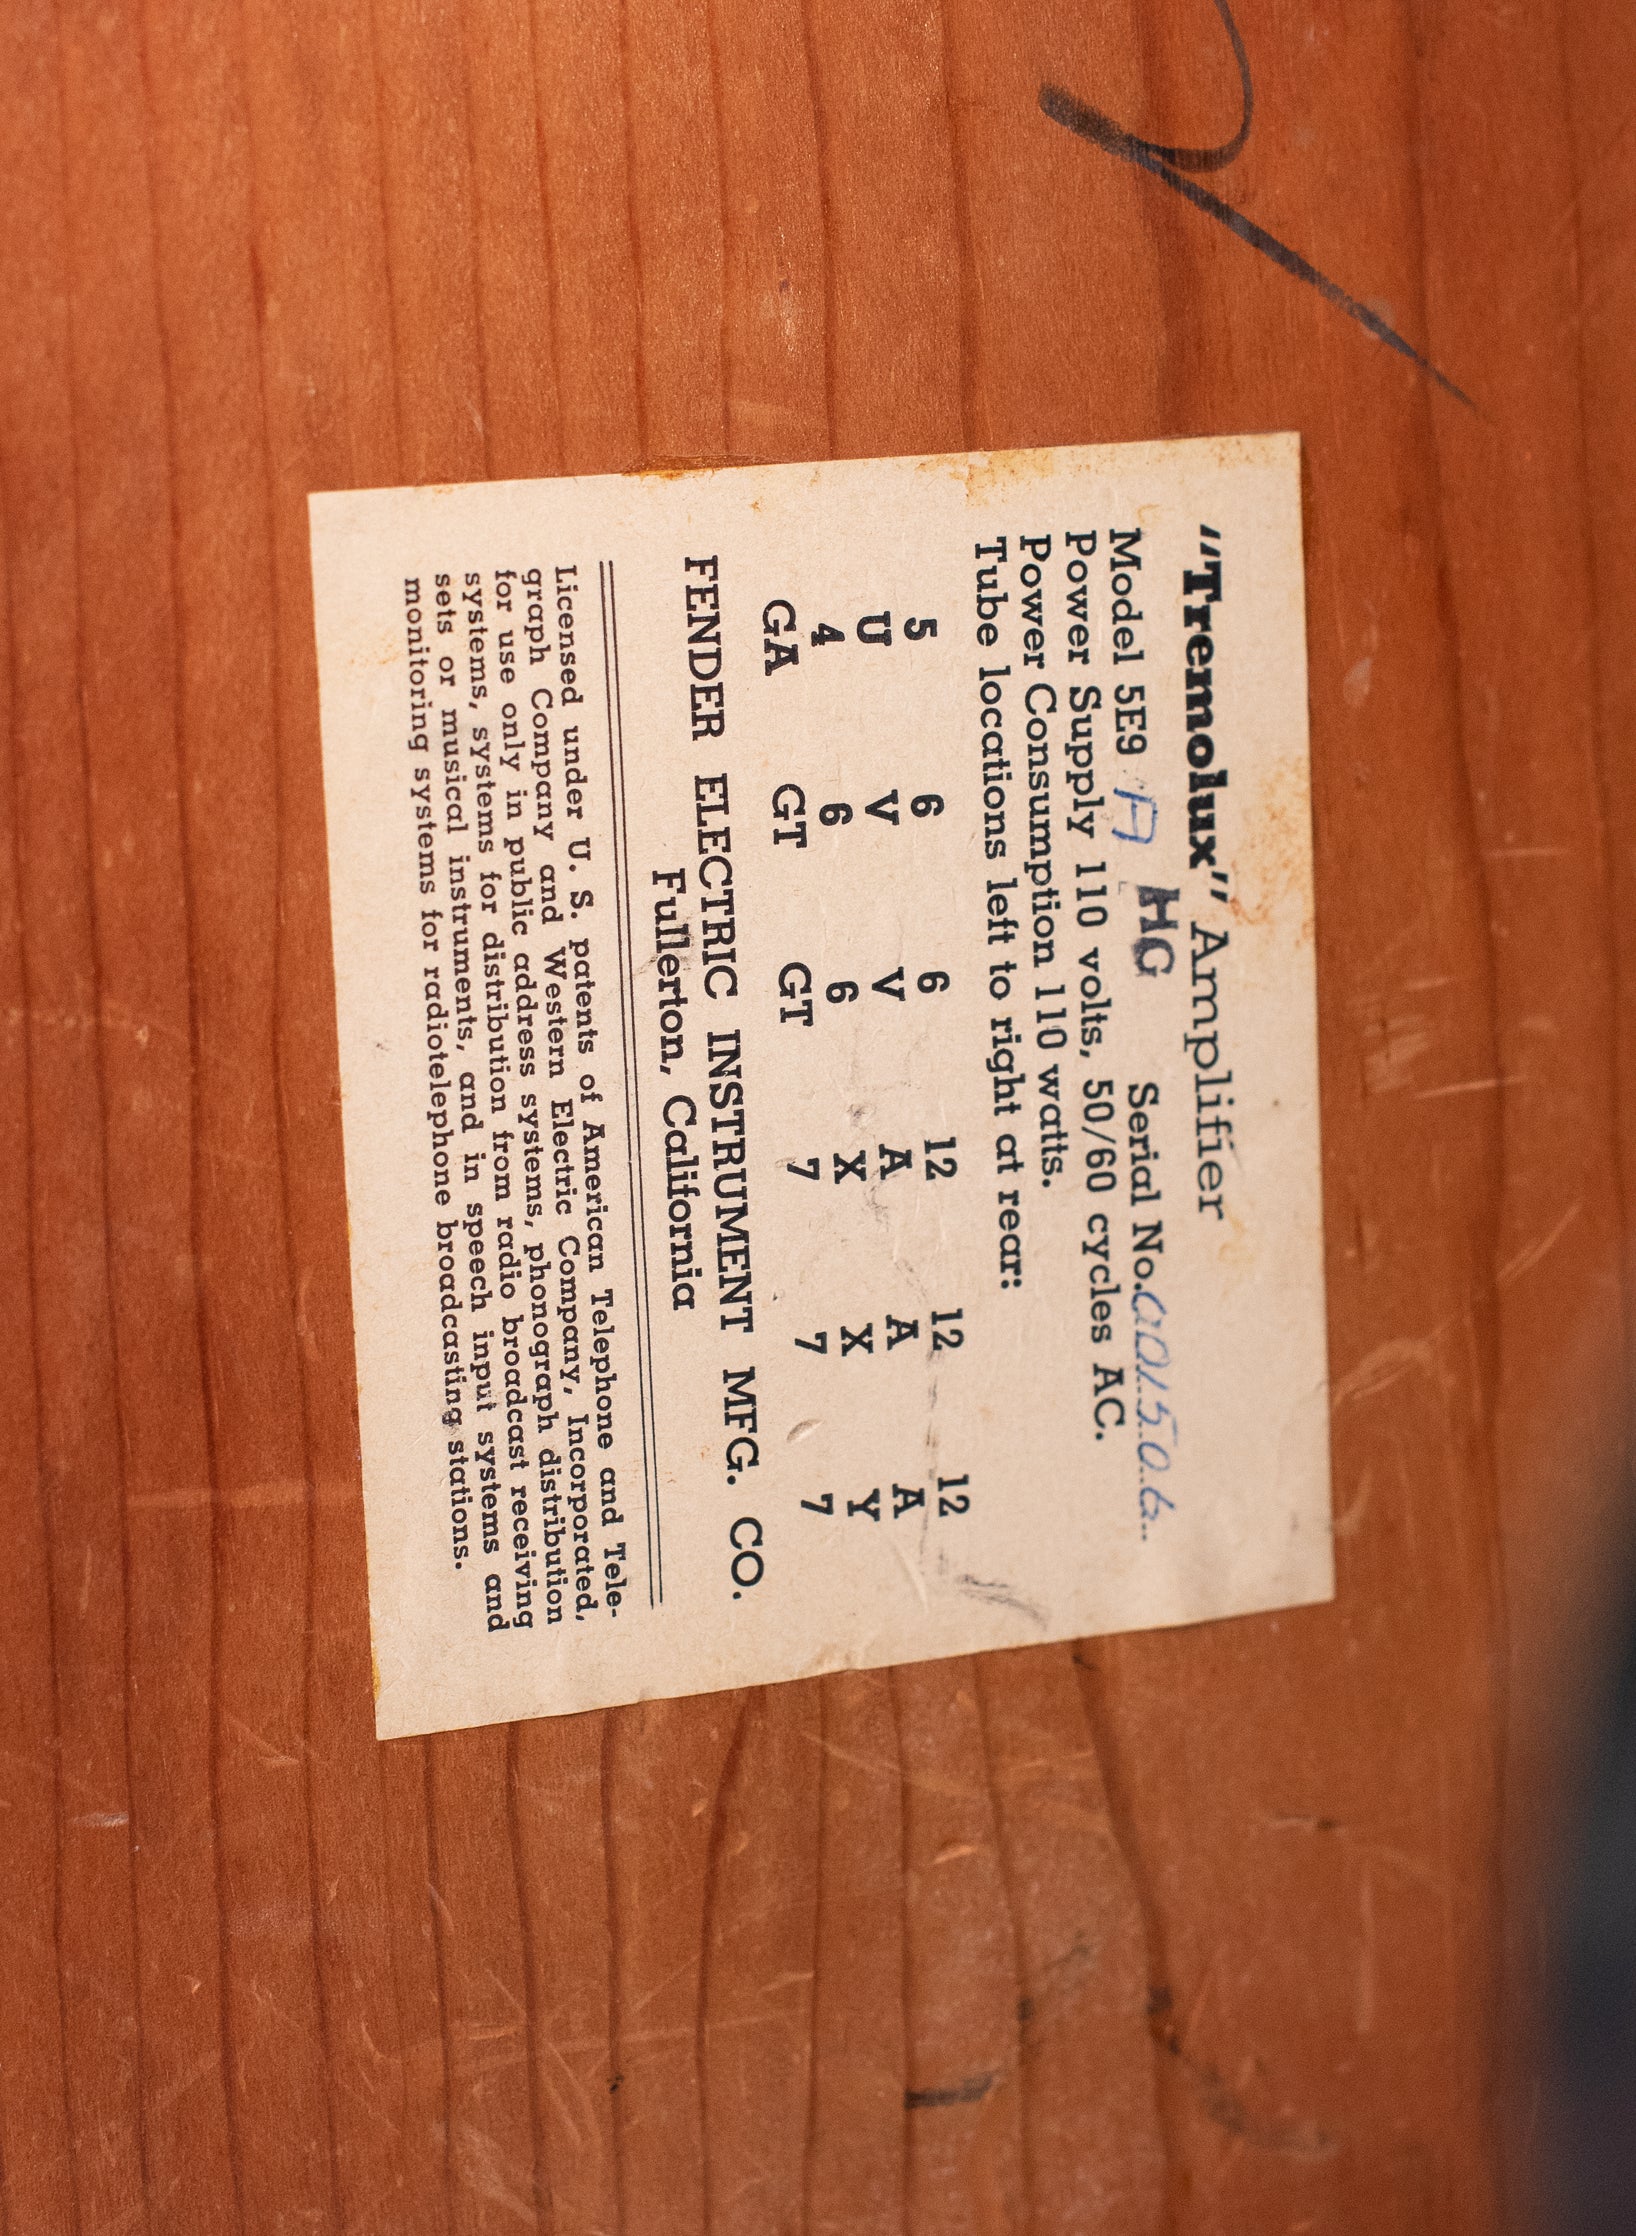 "Tremolux" Amplifier
Model 5E9 A HG Serial No. 001506
Power Supply 110 volts, 50/60 cycles AC.
Power Consumption 110 watts.
Tube locations left to right at rear:
5 6 6 12 12 12
U V V A A A
4 6 6 X X Y
GA GT GT 7 7 7
FENDER ELECTRIC INSTRUMENT MFG. CO.
Fullerton, California
Licensed under U. S. patents of American Telephone and Tele-
graph Company and Western Electric Company, Incorporated,
for use only in public address systems, phonograph distribution
systems, systems for distribution from radio broadcast receiving
sets or musical instruments, and in speech input systems and
monitoring systems for radiotelephone broadcasting stations.